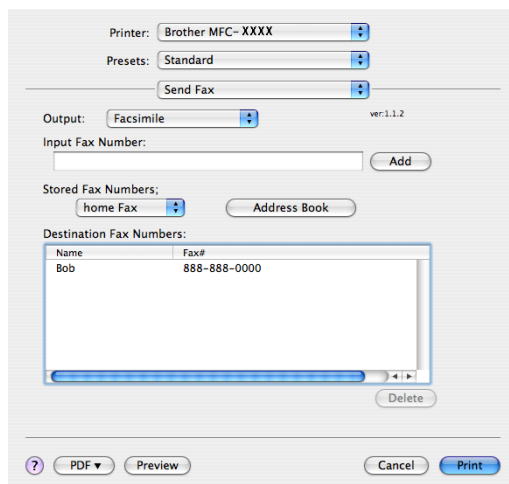 Printer: Brother MFC-XXXX
Presets: Standard
Send Fax
Output: Facsimile ver:1.1.2
Input Fax Number:
Add
Stored Fax Numbers;
home Fax Address Book
Destination Fax Numbers:
Name Fax#
Bob 888-888-0000
Delete
? PDF▼ Preview Cancel Print